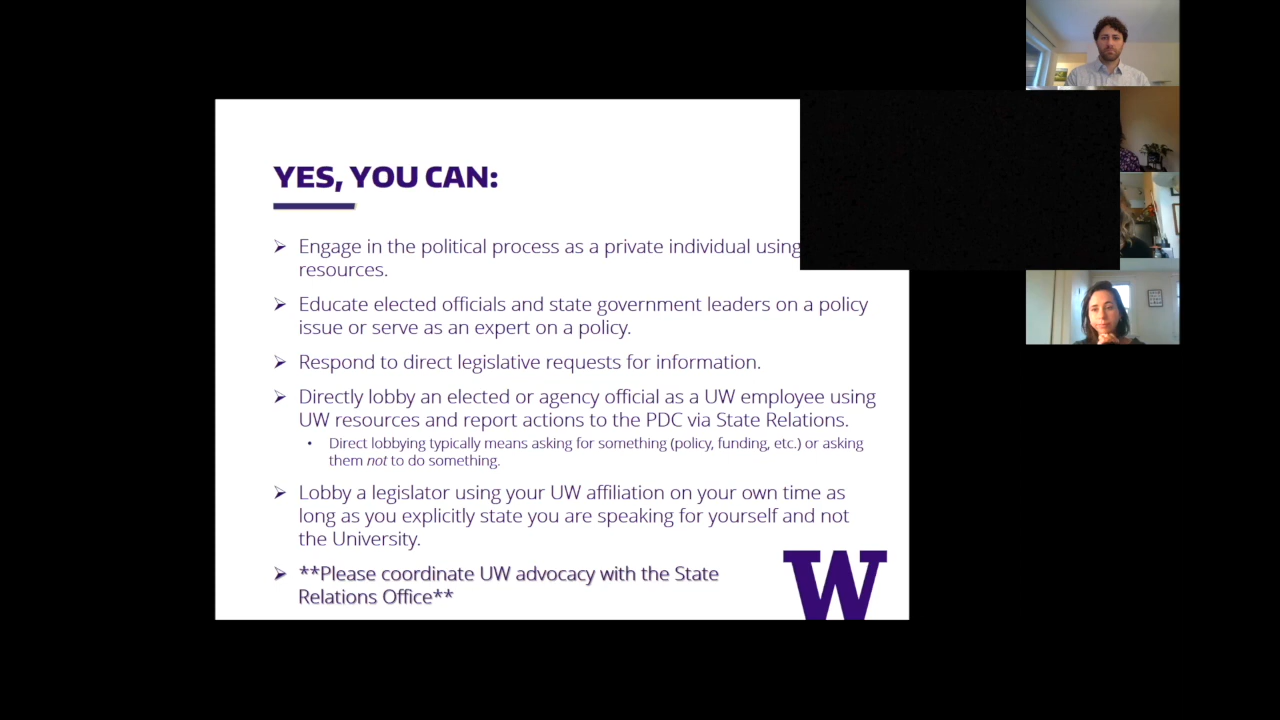 YES, YOU CAN:
Engage in the political process as a private individual using
resources.
Educate elected officials and state government leaders on a policy
issue or serve as an expert on a policy.
Respond to direct legislative requests for information.
Directly lobby an elected or agency official as a UW employee using
UW resources and report actions to the PDC via State Relations.
Direct lobbying typically means asking for something (policy, funding, etc.) or asking
them not to do something.
Lobby a legislator using your UW affiliation on your own time as
long as you explicitly state you are speaking for yourself and not
the University.
**Please coordinate UW advocacy with the State
Relations Office**
W